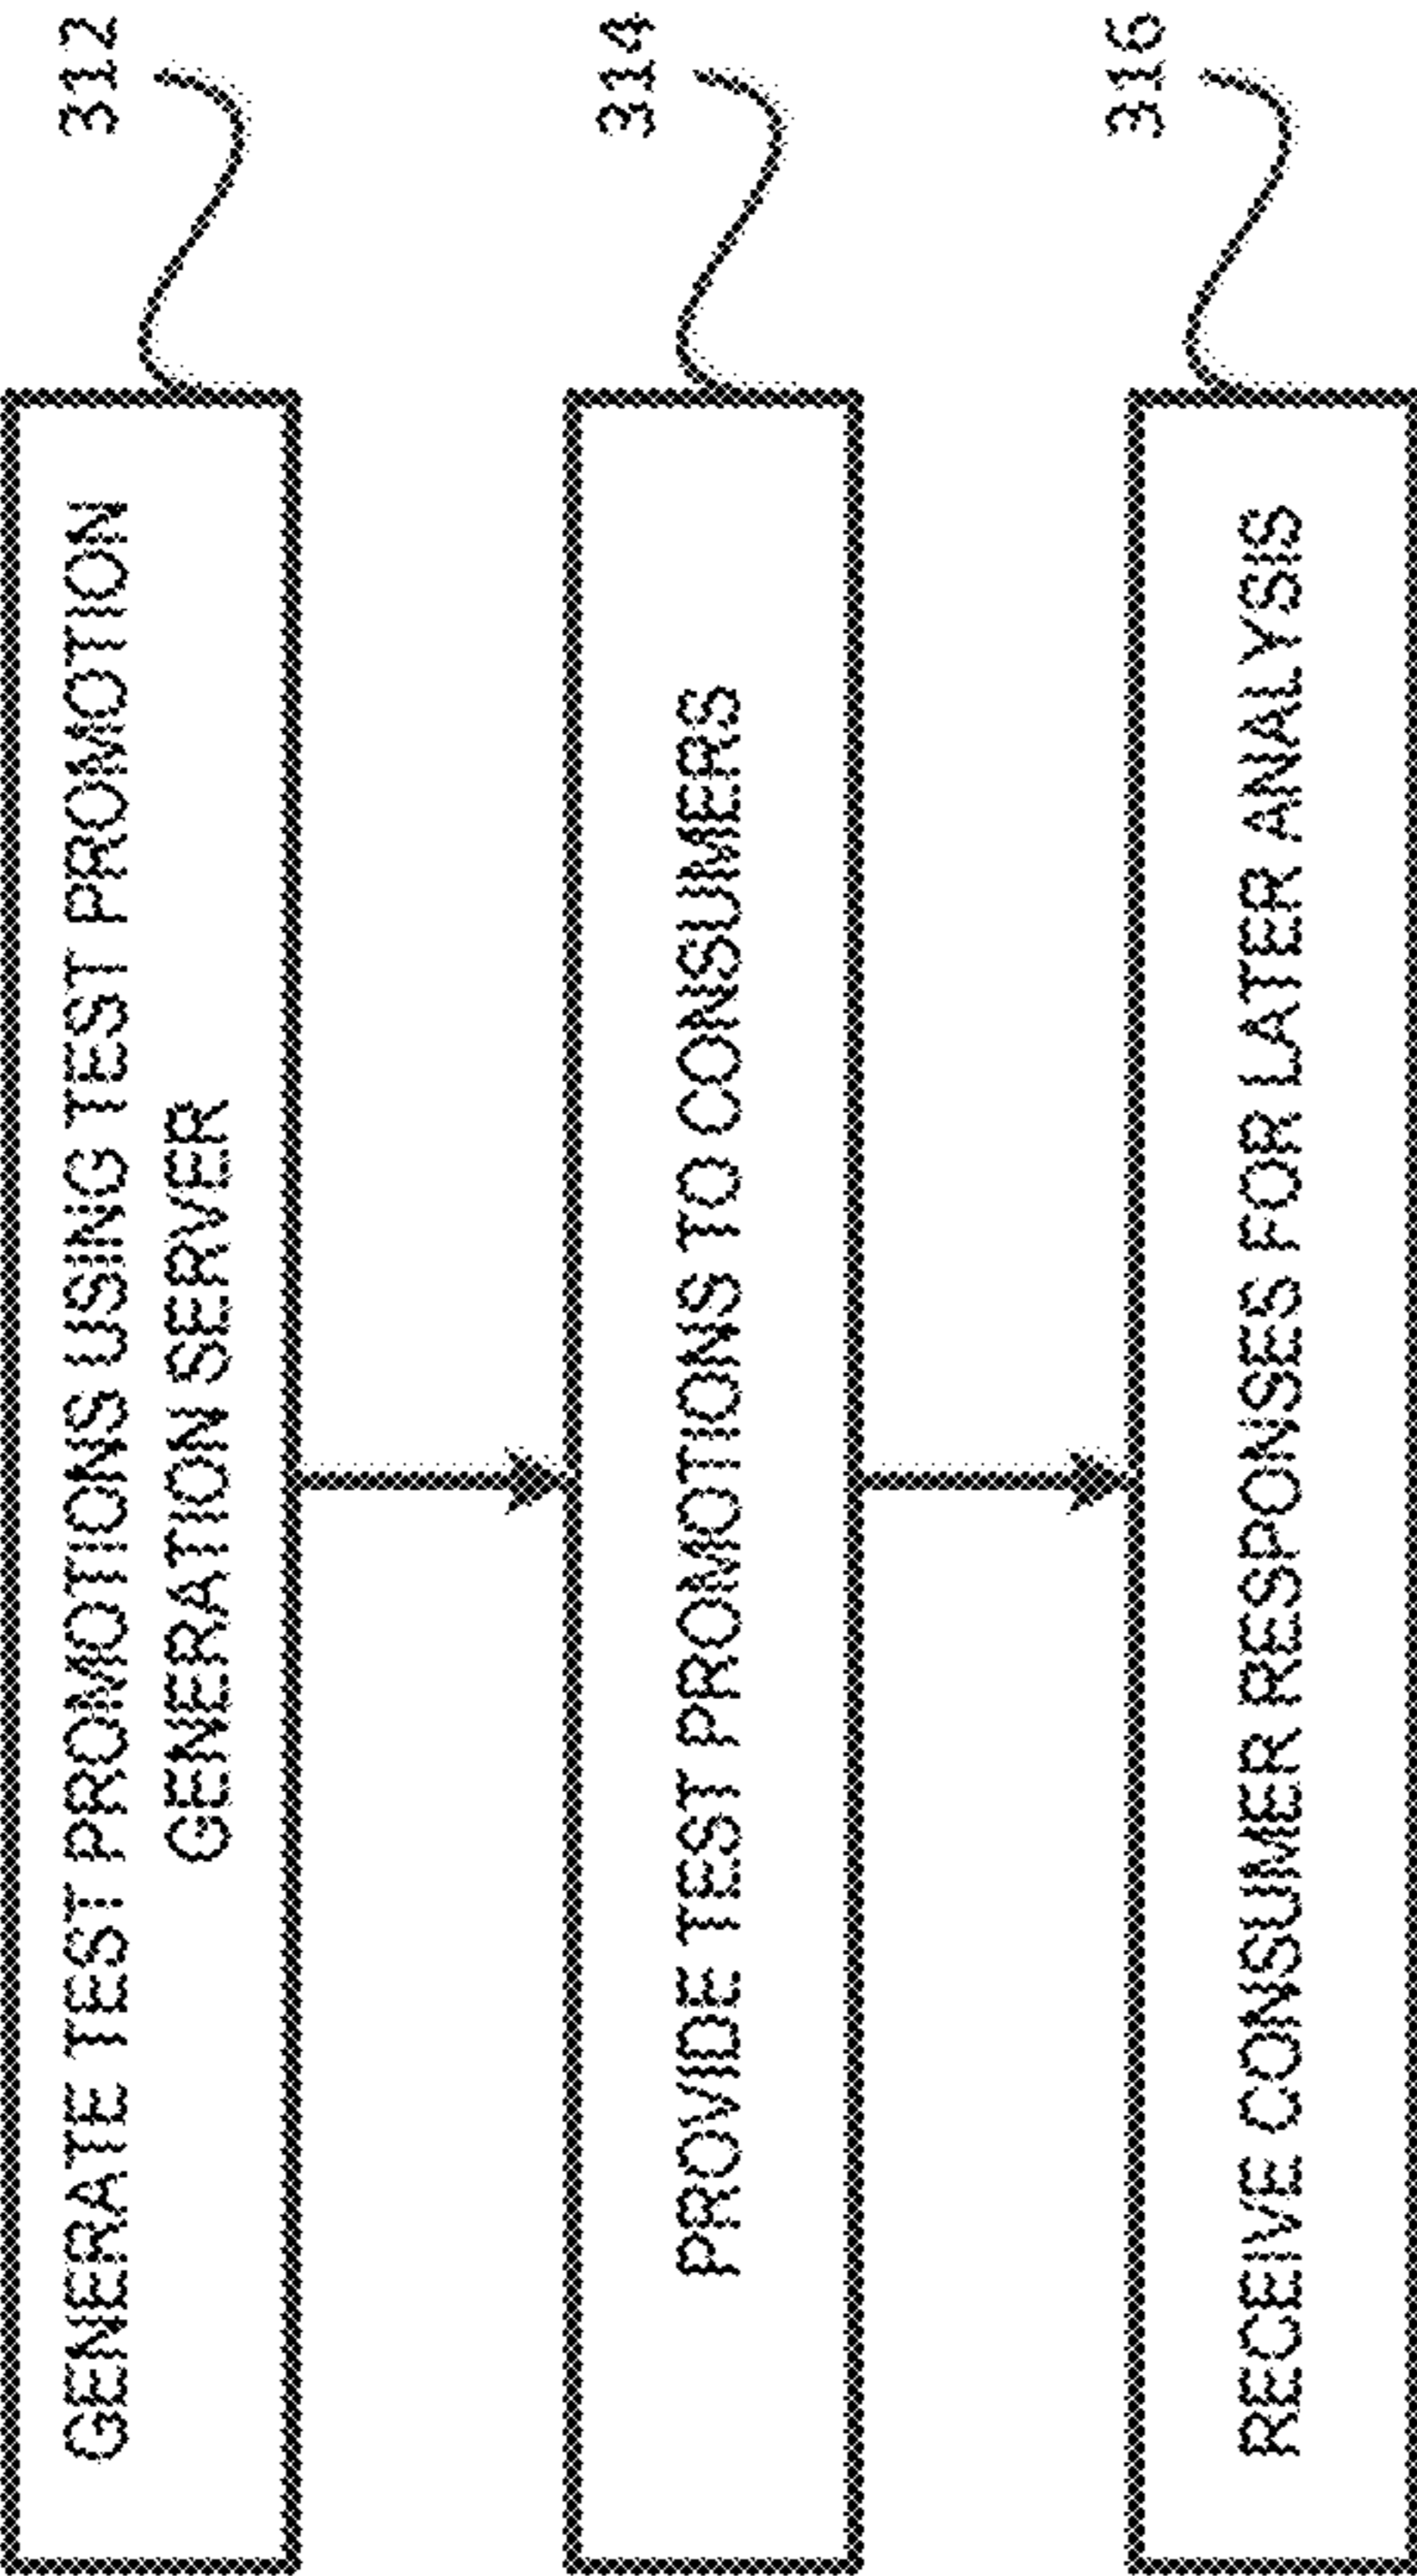 GENERATE TEST PROMOTIONS USING TEST PROMOTION
GENERATION SERVER
312
PROVIDE TEST PROMOTIONS TO CONSUMERS
314
RECEIVE CONSUMER RESPONSES FOR LATER ANALYSIS
316